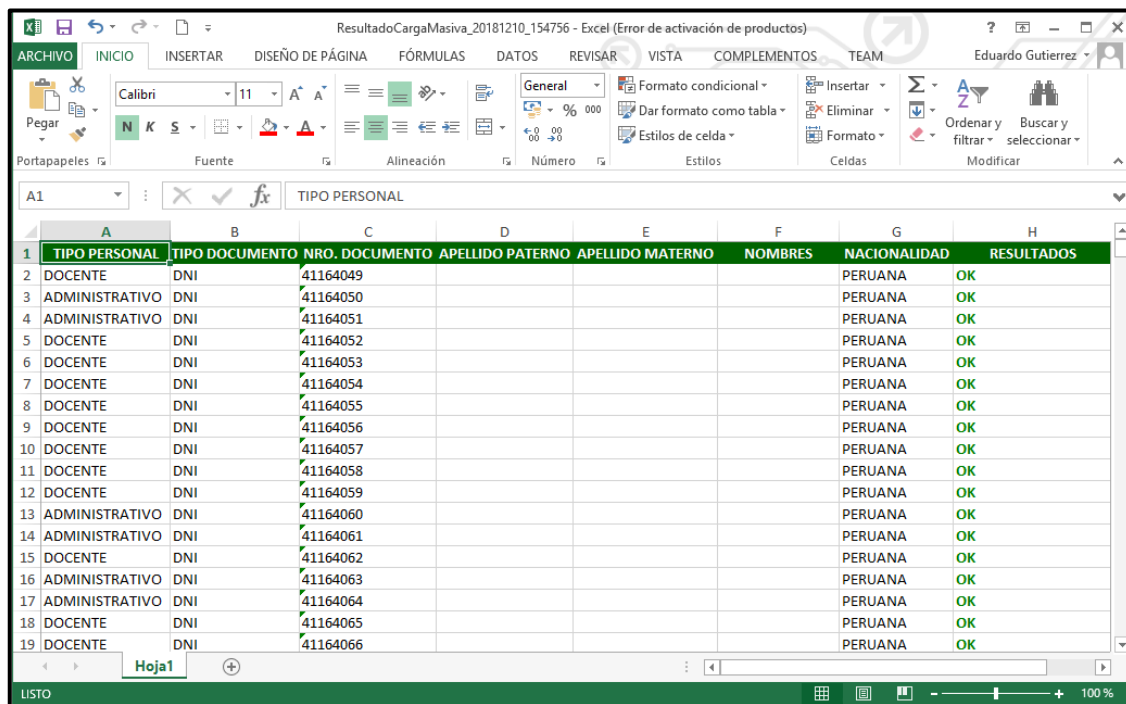 ResultadoCargaMasiva_20181210_154756 - Excel (Error de activación de productos)
ARCHIVO INICIO INSERTAR DISEÑO DE PÁGINA FÓRMULAS DATOS REVISAR VISTA COMPLEMENTOS TEAM Eduardo Gutierrez
Pegar
Calibri 11
N K S
General
% 000
Formato condicional
Dar formato como tabla
Estilos de celda
Insertar
Eliminar
Formato
Ordenar y filtrar
Buscar y seleccionar
Portapapeles Fuente Alineación Número Estilos Celdas Modificar
A1 fx TIPO PERSONAL
A B C D E F G H
1 TIPO PERSONAL TIPO DOCUMENTO NRO. DOCUMENTO APELLIDO PATERNO APELLIDO MATERNO NOMBRES NACIONALIDAD RESULTADOS
2 DOCENTE DNI 41164049 PERUANA OK
3 ADMINISTRATIVO DNI 41164050 PERUANA OK
4 ADMINISTRATIVO DNI 41164051 PERUANA OK
5 DOCENTE DNI 41164052 PERUANA OK
6 DOCENTE DNI 41164053 PERUANA OK
7 DOCENTE DNI 41164054 PERUANA OK
8 DOCENTE DNI 41164055 PERUANA OK
9 DOCENTE DNI 41164056 PERUANA OK
10 DOCENTE DNI 41164057 PERUANA OK
11 DOCENTE DNI 41164058 PERUANA OK
12 DOCENTE DNI 41164059 PERUANA OK
13 ADMINISTRATIVO DNI 41164060 PERUANA OK
14 ADMINISTRATIVO DNI 41164061 PERUANA OK
15 DOCENTE DNI 41164062 PERUANA OK
16 ADMINISTRATIVO DNI 41164063 PERUANA OK
17 ADMINISTRATIVO DNI 41164064 PERUANA OK
18 DOCENTE DNI 41164065 PERUANA OK
19 DOCENTE DNI 41164066 PERUANA OK
Hoja1
LISTO 100 %